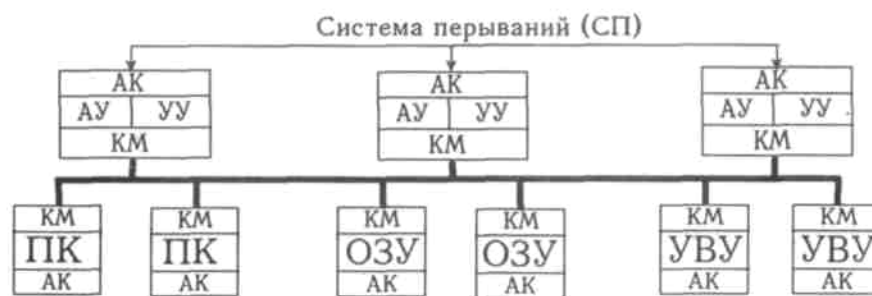 Система перываний (СП)
АК АК АК
АУ УУ АУ УУ АУ УУ
КМ КМ КМ
КМ КМ КМ КМ КМ КМ
ПК ПК ОЗУ ОЗУ УВУ УВУ
АК АК АК АК АК АК